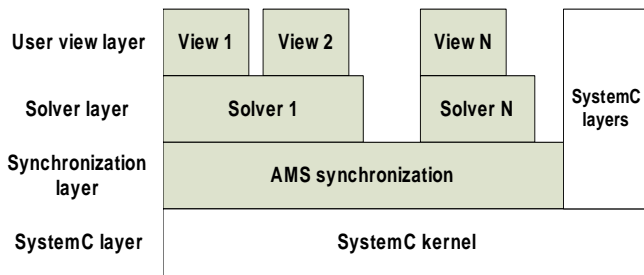 User view layer
View 1
View 2
View N
Solver layer
Solver 1
Solver N
SystemC
layers
Synchronization
layer
AMS synchronization
SystemC layer
SystemC kernel